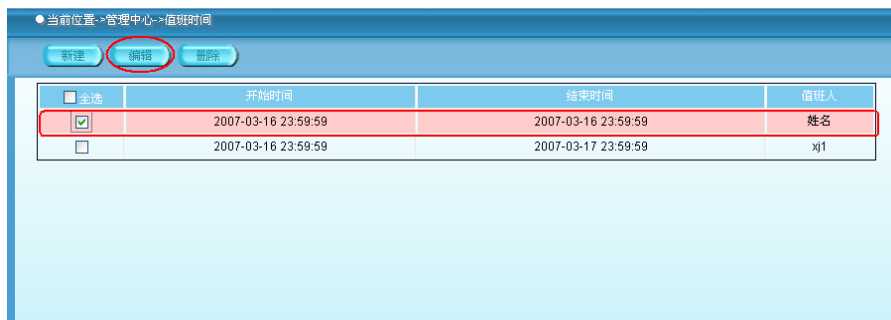 ●当前位置->管理中心->值班时间
新建 编辑 删除
全选 开始时间 结束时间 值班人
2007-03-16 23:59:59 2007-03-16 23:59:59 姓名
2007-03-16 23:59:59 2007-03-17 23:59:59 xj1